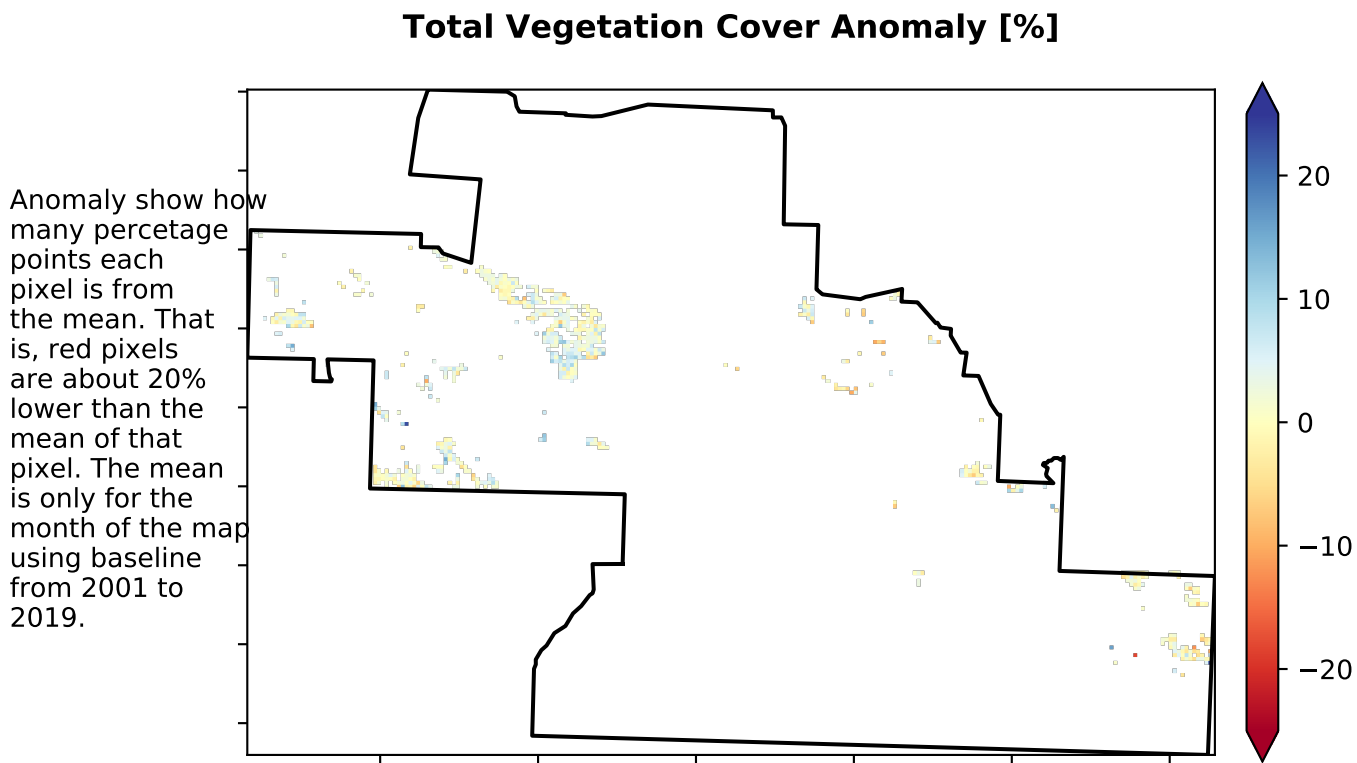 Total Vegetation Cover Anomaly [%]
Anomaly show how
many percetage
points each
pixel is from
the mean. That
is, red pixels
are about 20%
lower than the
mean of that
pixel. The mean
is only for the
month of the map
using baseline
from 2001 to
2019.
20
10
0
−10
−20